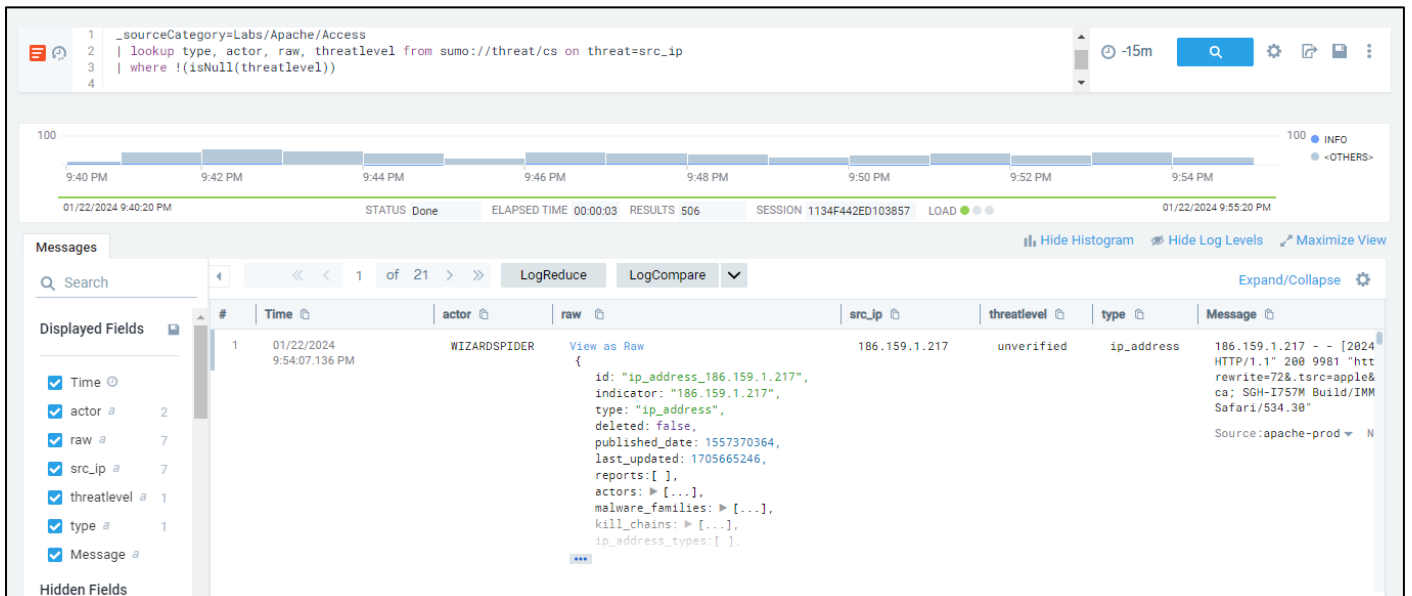 1 _sourceCategory=Labs/Apache/Access
2 | lookup type, actor, raw, threatlevel from sumo://threat/cs on threat=src_ip
3 | where !(isNull(threatlevel))
4
-15m
100
100
INFO
<OTHERS>
9:40 PM 9:42 PM 9:44 PM 9:46 PM 9:48 PM 9:50 PM 9:52 PM 9:54 PM
01/22/2024 9:40:20 PM STATUS Done ELAPSED TIME 00:00:03 RESULTS 506 SESSION 1134F442ED103857 LOAD 01/22/2024 9:55:20 PM
Hide Histogram Hide Log Levels Maximize View
Messages
Search
1 of 21 LogReduce LogCompare
Expand/Collapse
Displayed Fields
Time
actor a 2
raw a 7
src_ip a 7
threatlevel a 1
type a 1
Message a
Hidden Fields
# Time actor raw src_ip threatlevel type Message
1 01/22/2024 WIZARDSPIDER View as Raw 186.159.1.217 unverified ip_address 186.159.1.217 - - [2024
9:54:07.136 PM { HTTP/1.1" 200 9981 "htt
id: "ip_address_186.159.1.217", rewrite=72&.tsrc=apple&
indicator: "186.159.1.217", ca; SGH-I757M Build/IMM
type: "ip_address", Safari/534.30"
deleted: false,
published_date: 1557370364, Source:apache-prod N
last_updated: 1705665246,
reports:[ ],
actors: [...],
malware_families: [...],
kill_chains: [...],
ip_address_types:[ ],
...